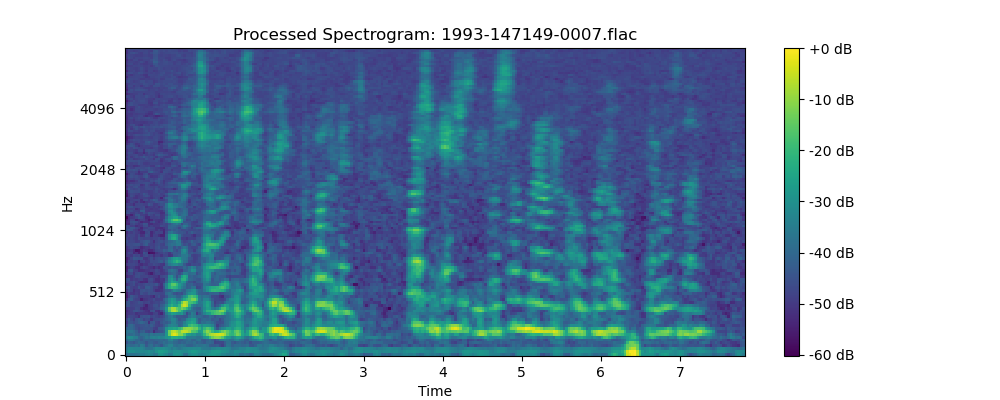 Processed Spectrogram: 1993-147149-0007.flac
Hz
4096
2048
1024
512
0
0 1 2 3 4 5 6 7
Time
+0 dB
-10 dB
-20 dB
-30 dB
-40 dB
-50 dB
-60 dB